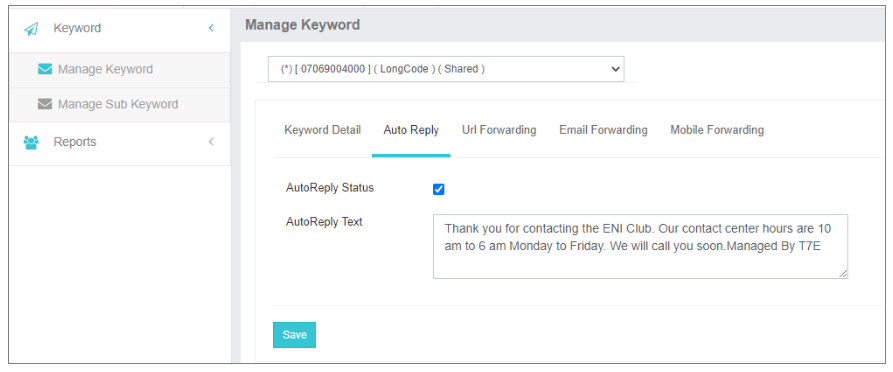 Keyword
Manage Keyword
Manage Sub Keyword
Reports
Manage Keyword
(*) [ 07069004000 ] ( LongCode ) ( Shared )
Keyword Detail Auto Reply Url Forwarding Email Forwarding Mobile Forwarding
AutoReply Status
AutoReply Text
Thank you for contacting the ENI Club. Our contact center hours are 10
am to 6 am Monday to Friday. We will call you soon.Managed By T7E
Save